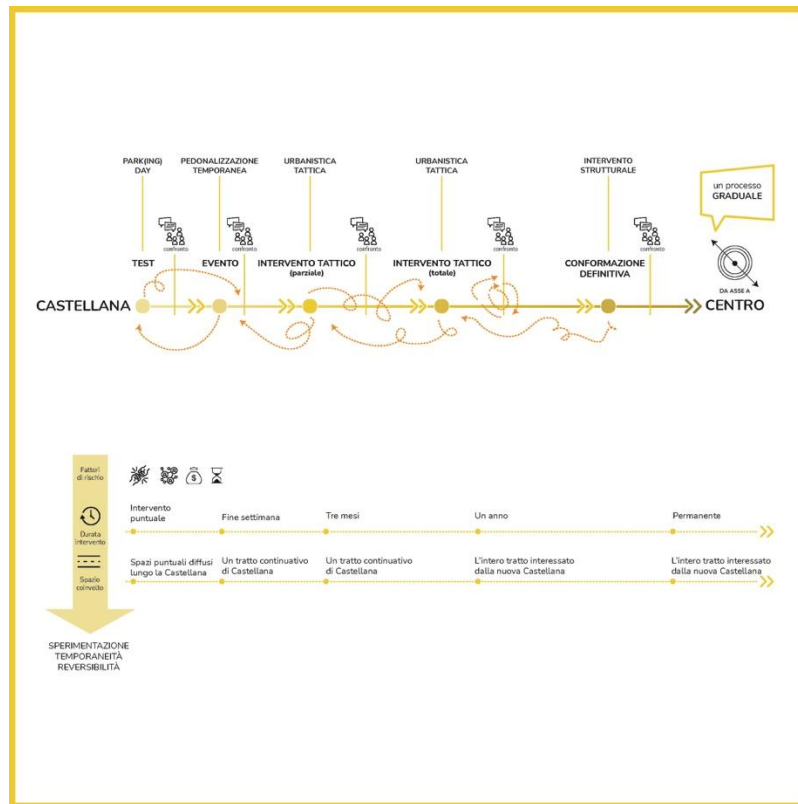 PARK(ING)
DAY
PEDONALIZZAZIONE
TEMPORANEA
URBANISTICA
TATTICA
URBANISTICA
TATTICA
INTERVENTO
STRUTTURALE
un processo
GRADUALE
confronto
confronto
confronto
confronto
confronto
TEST
EVENTO
INTERVENTO TATTICO
(parziale)
INTERVENTO TATTICO
(totale)
CONFORMAZIONE
DEFINITIVA
DA ASSE A
CASTELLANA
CENTRO
Fattori
di rischio
$
Durata
intervento
Intervento
puntuale
Fine settimana
Tre mesi
Un anno
Permanente
Spazio
coinvolto
Spazi puntuali diffusi
lungo la Castellana
Un tratto continuativo
di Castellana
Un tratto continuativo
di Castellana
L'intero tratto interessato
dalla nuova Castellana
L'intero tratto interessato
dalla nuova Castellana
SPERIMENTAZIONE
TEMPORANEITÀ
REVERSIBILITÀ